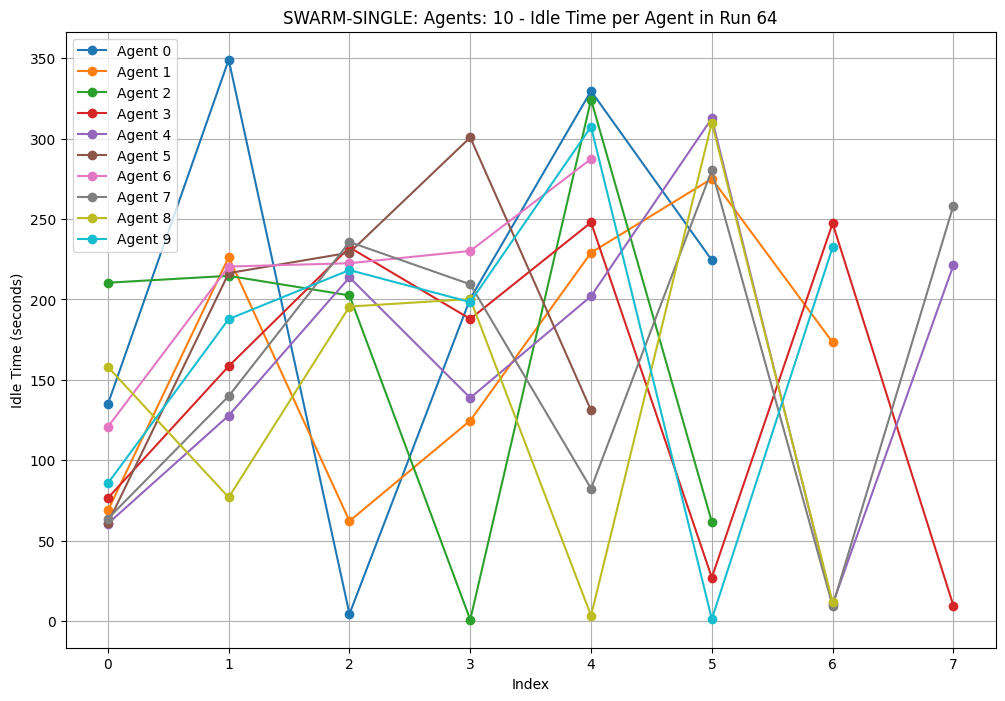 SWARM-SINGLE: Agents: 10 - Idle Time per Agent in Run 64
Agent 0
Agent 1
Agent 2
Agent 3
Agent 4
Agent 5
Agent 6
Agent 7
Agent 8
Agent 9
350
300
250
200
150
100
50
0
Idle Time (seconds)
0 1 2 3 4 5 6 7
Index